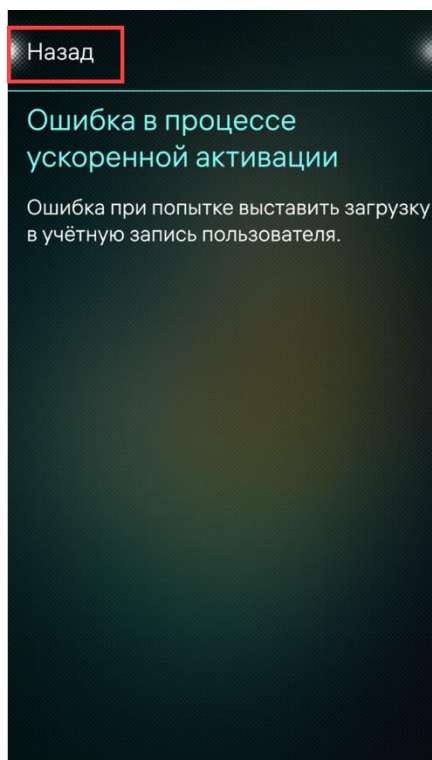 Назад
Ошибка в процессе
ускоренной активации
Ошибка при попытке выставить загрузку
в учётную запись пользователя.